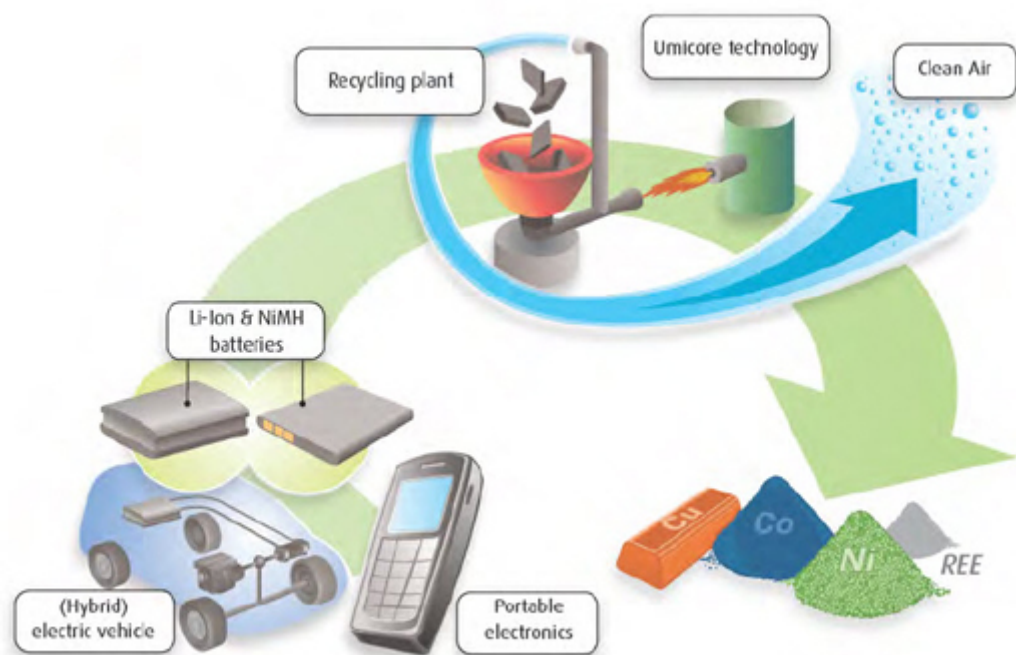 Umicore technology
Clean Air
Recycling plant
Li-Ion & NiMH
batteries
Cu
Co
Ni
REE
(Hybrid)
electric vehicle
Portable
electronics